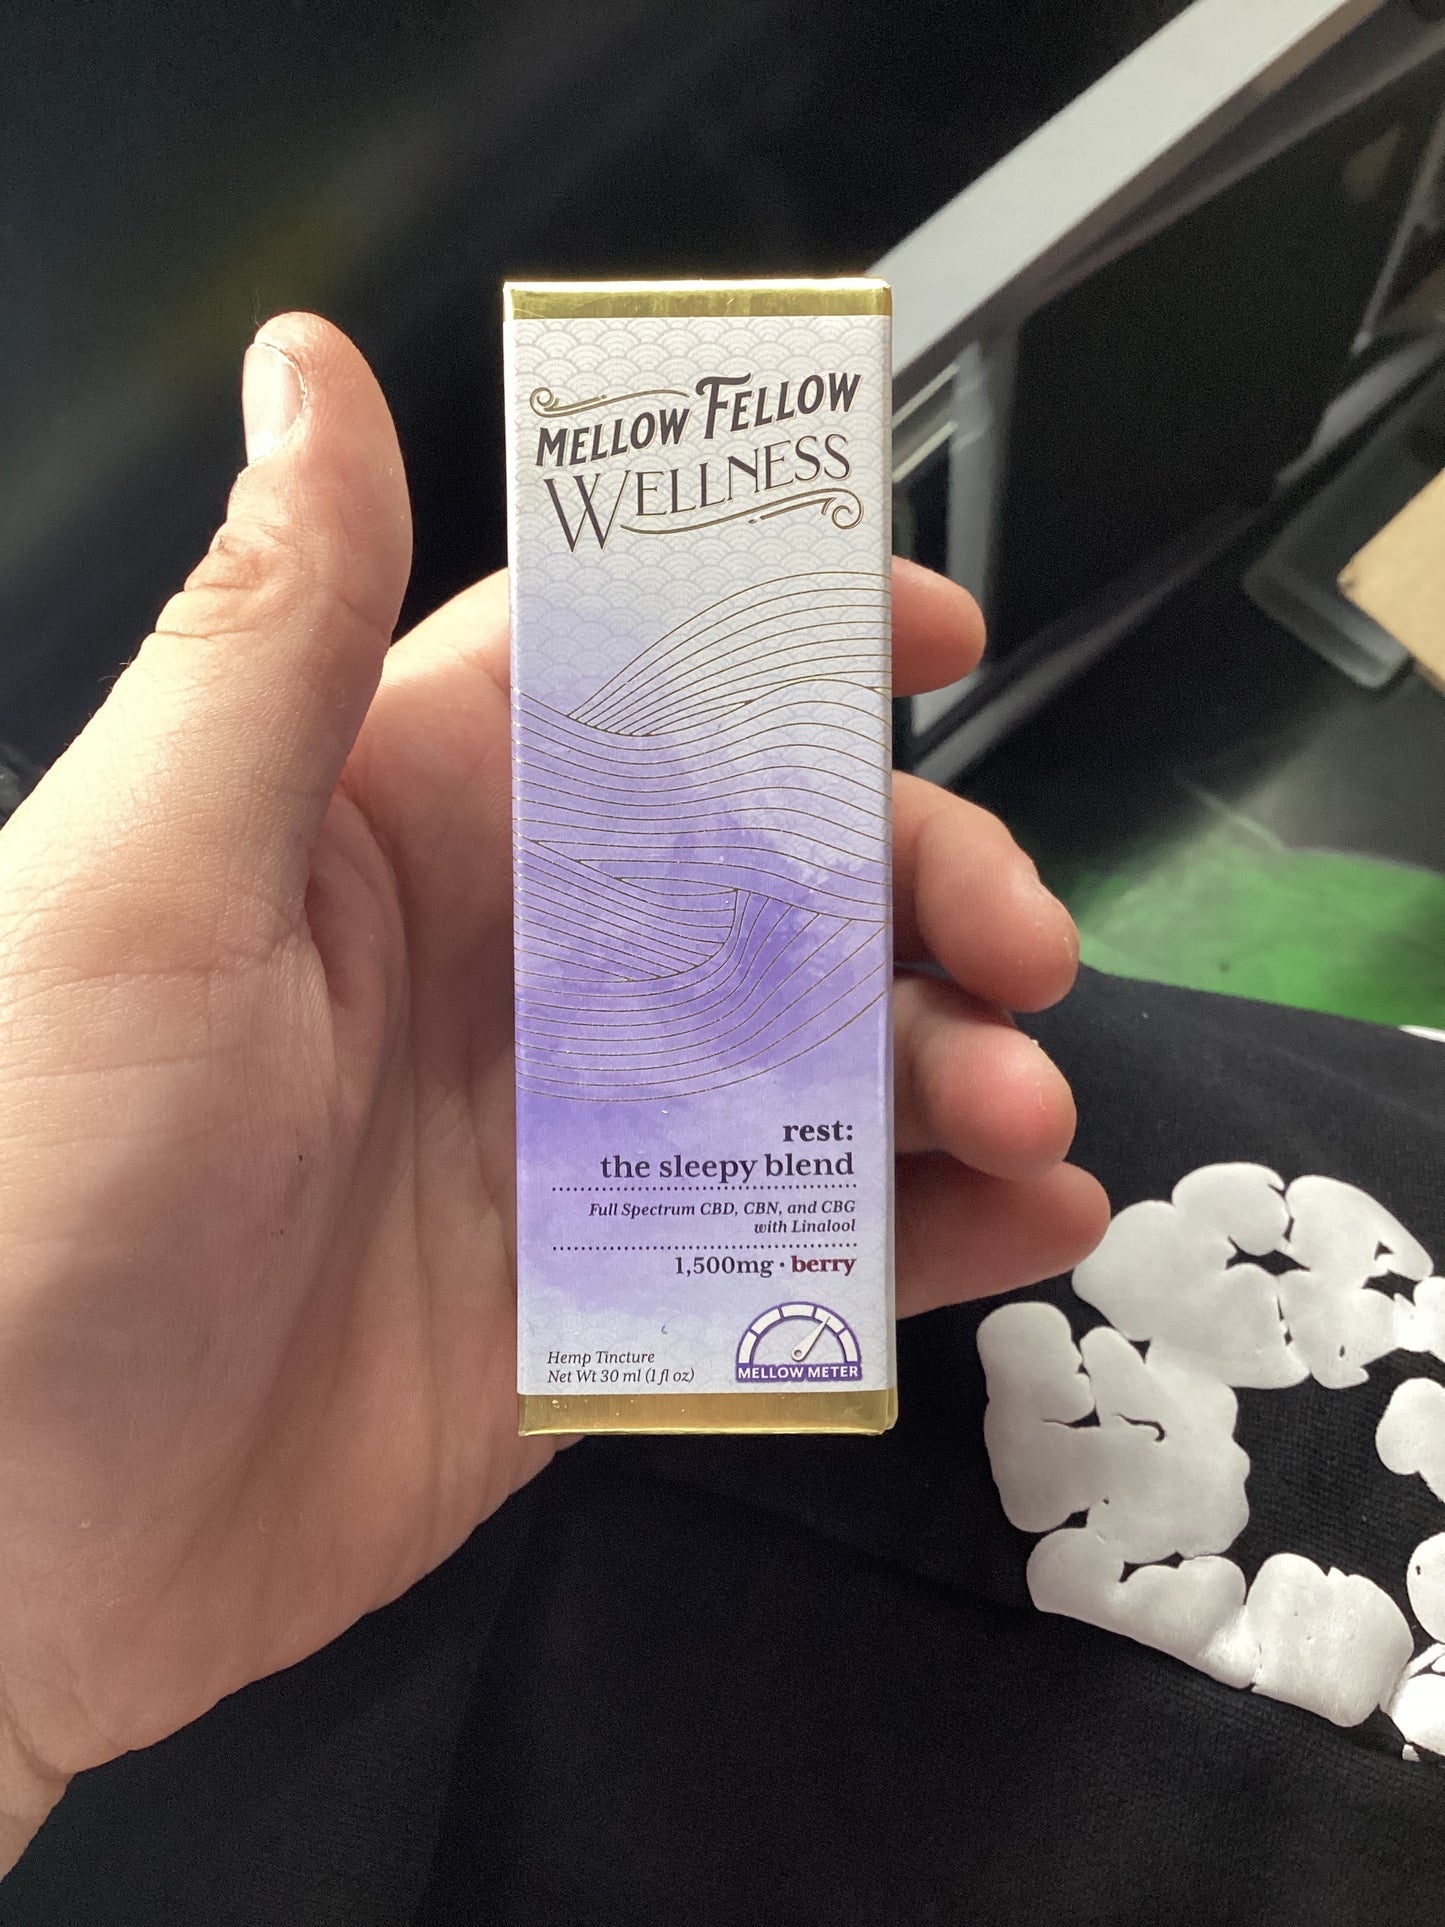 MELLOW FELLOW
WELLNESS
rest:
the sleepy blend
Full Spectrum CBD, CBN, and CBG
with Linalool
1,500mg · berry
Hemp Tincture
Net Wt 30 ml (1 fl oz)
MELLOW METER